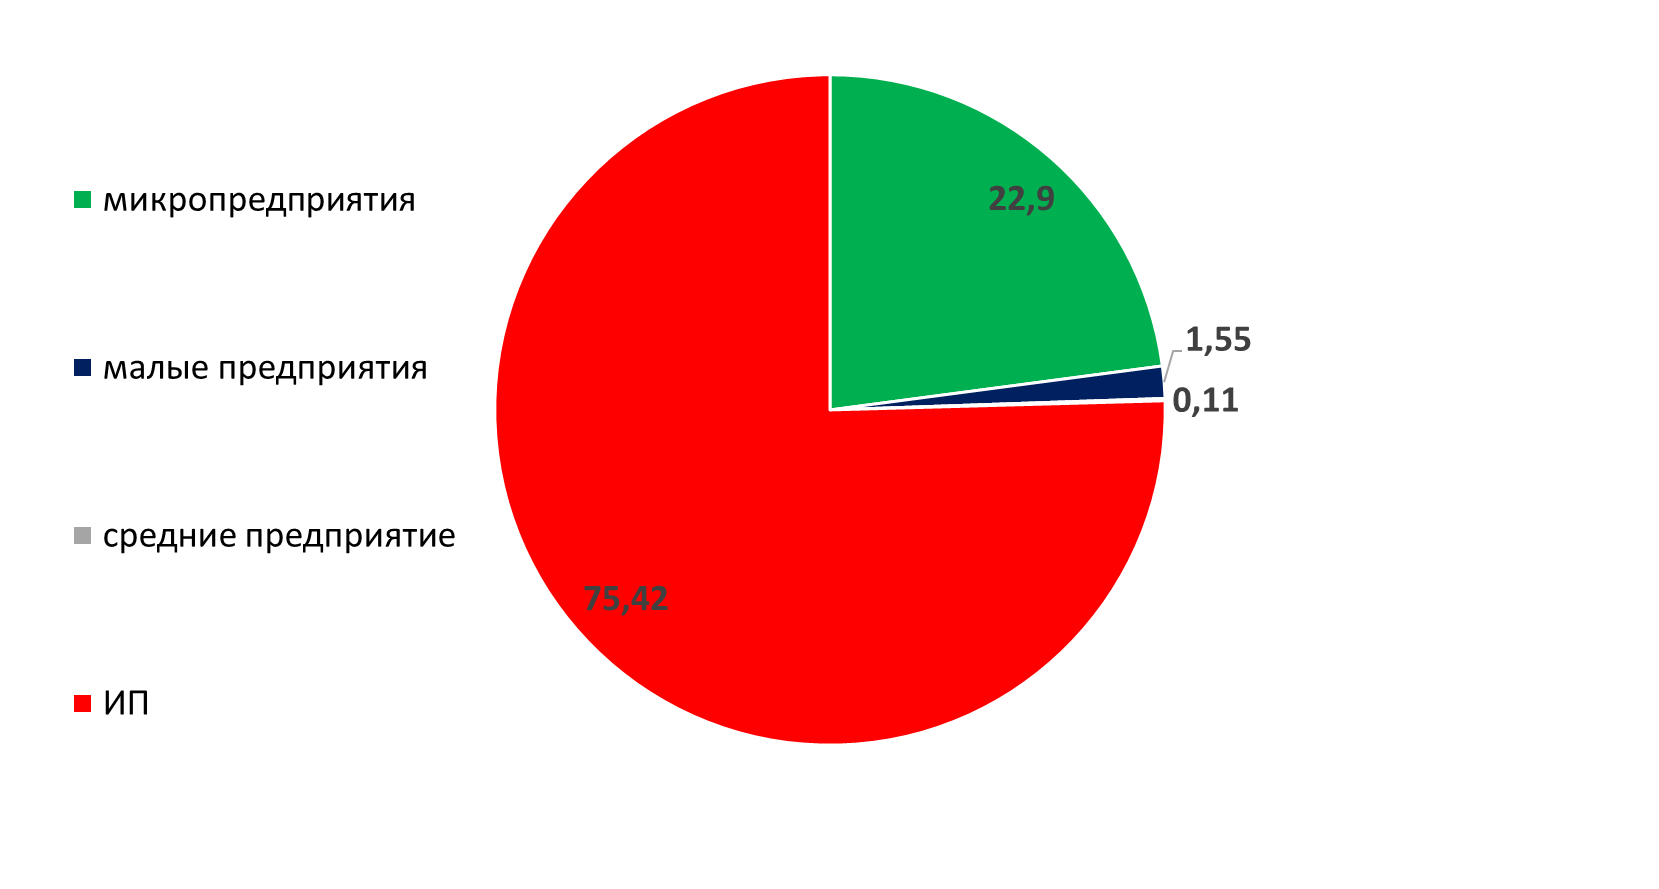 микропредприятия
малые предприятия
средние предприятие
ИП
22,9
1,55
0,11
75,42